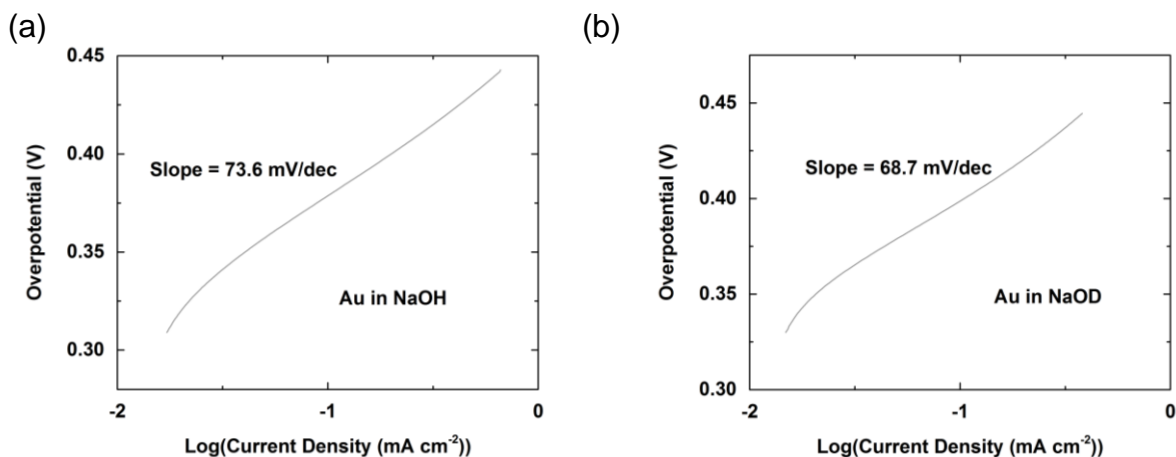 (a)
Overpotential (V)
0.45
0.40
0.35
0.30
Slope = 73.6 mV/dec
Au in NaOH
-2
-1
0
Log(Current Density (mA cm⁻²))
(b)
Overpotential (V)
0.45
0.40
0.35
0.30
Slope = 68.7 mV/dec
Au in NaOD
-2
-1
0
Log(Current Density (mA cm⁻²))